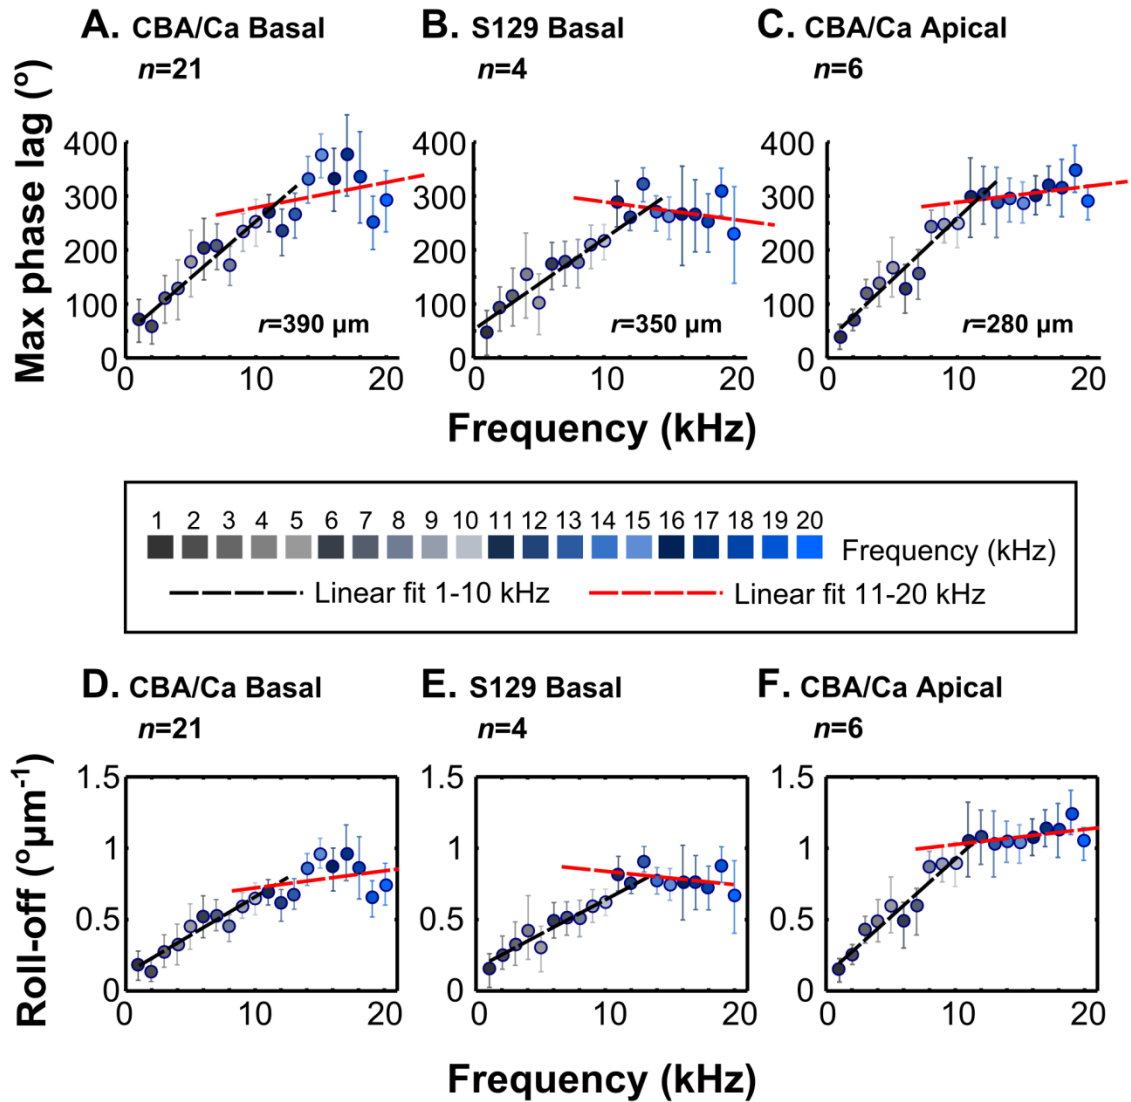 A. CBA/Ca Basal
n=21
B. S129 Basal
n=4
C. CBA/Ca Apical
n=6
Max phase lag (°)
400
300
200
100
0
r=390 µm
0 10 20
400
300
200
100
0
r=350 µm
0 10 20
400
300
200
100
0
r=280 µm
0 10 20
Frequency (kHz)
1 2 3 4 5 6 7 8 9 10 11 12 13 14 15 16 17 18 19 20
Frequency (kHz)
Linear fit 1-10 kHz
Linear fit 11-20 kHz
D. CBA/Ca Basal
n=21
E. S129 Basal
n=4
F. CBA/Ca Apical
n=6
Roll-off (°µm⁻¹)
1.5
1
0.5
0
0 10 20
1.5
1
0.5
0
0 10 20
1.5
1
0.5
0
0 10 20
Frequency (kHz)